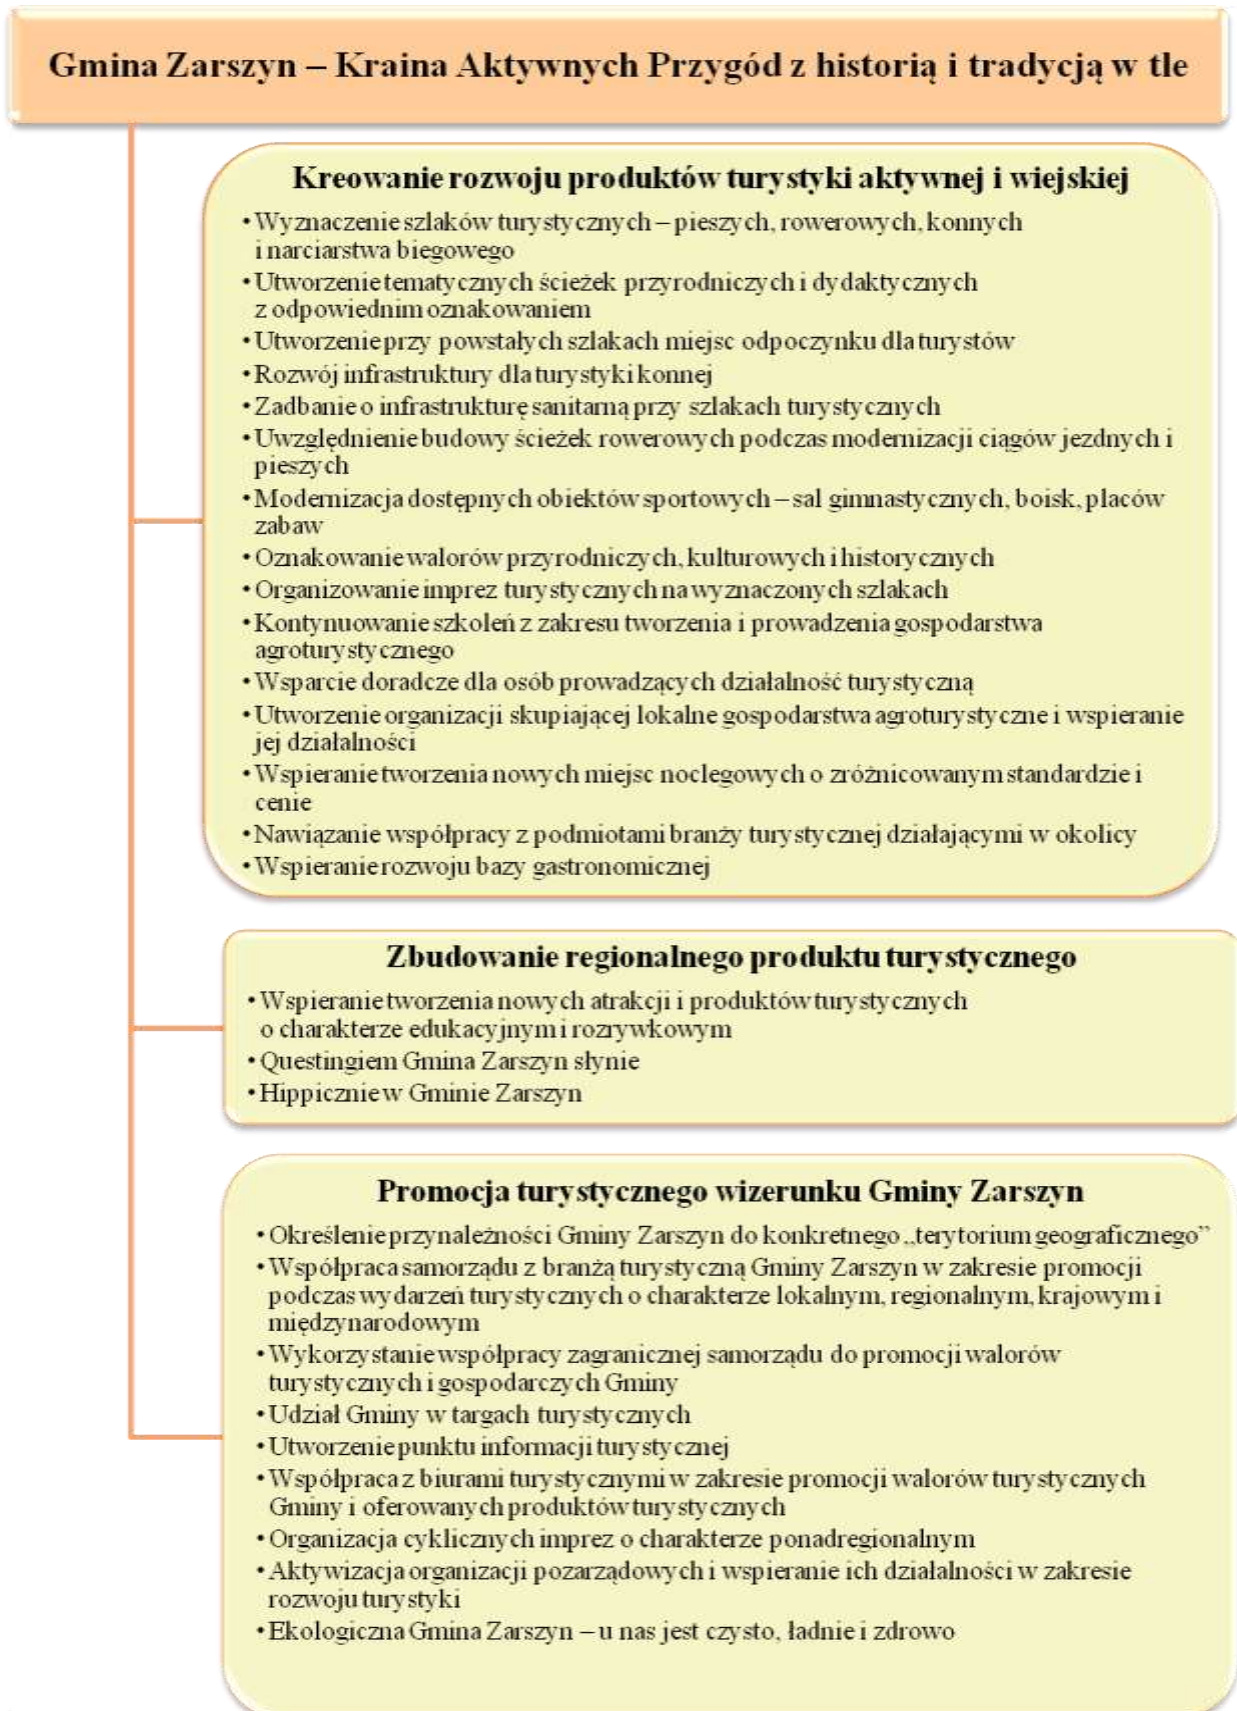 Gmina Zarszyn – Kraina Aktywnych Przygód z historią i tradycją w tle
Kreowanie rozwoju produktów turystyki aktywnej i wiejskiej
• Wyznaczenie szlaków turystycznych – pieszych, rowerowych, konnych
i narciarstwa biegowego
• Utworzenie tematycznych ścieżek przyrodniczych i dydaktycznych
z odpowiednim oznakowaniem
• Utworzenie przy powstałych szlakach miejsc odpoczynku dla turystów
• Rozwój infrastruktury dla turystyki konnej
• Zadbanie o infrastrukturę sanitarną przy szlakach turystycznych
• Uwzględnienie budowy ścieżek rowerowych podczas modernizacji ciągów jezdnych i
pieszych
• Modernizacja dostępnych obiektów sportowych – sal gimnastycznych, boisk, placów
zabaw
• Oznakowanie walorów przyrodniczych, kulturowych i historycznych
• Organizowanie imprez turystycznych na wyznaczonych szlakach
• Kontynuowanie szkoleń z zakresu tworzenia i prowadzenia gospodarstwa
agroturystycznego
• Wsparcie doradcze dla osób prowadzących działalność turystyczną
• Utworzenie organizacji skupiającej lokalne gospodarstwa agroturystyczne i wspieranie
jej działalności
• Wspieranie tworzenia nowych miejsc noclegowych o zróżnicowanym standardzie i
cenie
• Nawiązanie współpracy z podmiotami branży turystycznej działającymi w okolicy
• Wspieranie rozwoju bazy gastronomicznej
Zbudowanie regionalnego produktu turystycznego
• Wspieranie tworzenia nowych atrakcji i produktów turystycznych
o charakterze edukacyjnym i rozrywkowym
• Questingiem Gmina Zarszyn słynie
• Hippicznie w Gminie Zarszyn
Promocja turystycznego wizerunku Gminy Zarszyn
• Określenie przynależności Gminy Zarszyn do konkretnego „terytorium geograficznego”
• Współpraca samorządu z branżą turystyczną Gminy Zarszyn w zakresie promocji
podczas wydarzeń turystycznych o charakterze lokalnym, regionalnym, krajowym i
międzynarodowym
• Wykorzystanie współpracy zagranicznej samorządu do promocji walorów
turystycznych i gospodarczych Gminy
• Udział Gminy w targach turystycznych
• Utworzenie punktu informacji turystycznej
• Współpraca z biurami turystycznymi w zakresie promocji walorów turystycznych
Gminy i oferowanych produktów turystycznych
• Organizacja cyklicznych imprez o charakterze ponadregionalnym
• Aktywizacja organizacji pozarządowych i wspieranie ich działalności w zakresie
rozwoju turystyki
• Ekologiczna Gmina Zarszyn – u nas jest czysto, ładnie i zdrowo